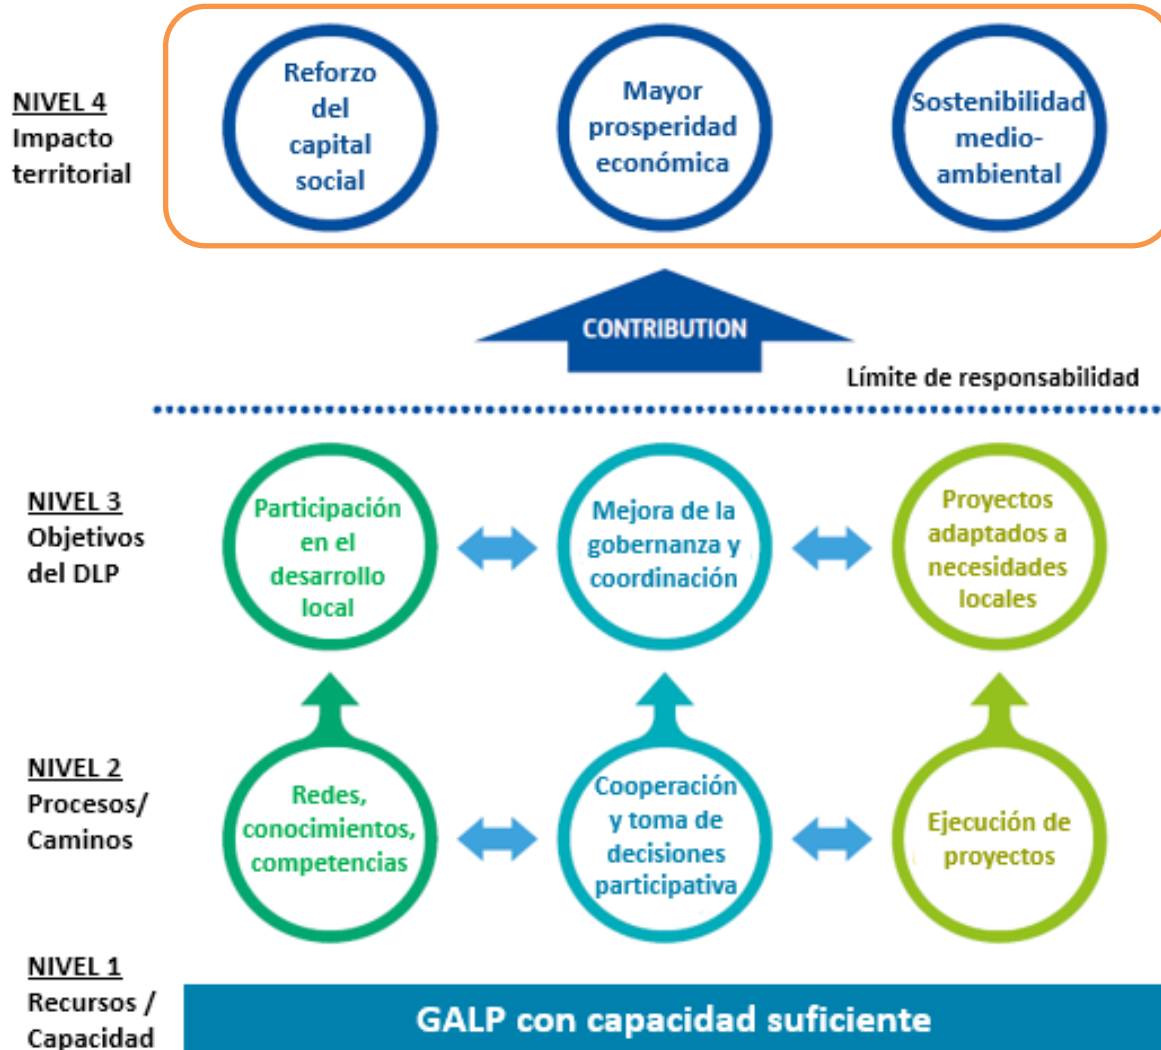 NIVEL 4
Impacto
territorial
Reforzo
del
capital
social
Mayor
prosperidad
económica
Sostenibilidad
medio-
ambiental
CONTRIBUTION
Límite de responsabilidad
NIVEL 3
Objetivos
del DLP
Participación
en el
desarrollo
local
Mejora de la
gobernanza y
coordinación
Proyectos
adaptados a
necesidades
locales
NIVEL 2
Procesos/
Caminos
Redes,
conocimientos,
competencias
Cooperación
y toma de
decisiones
participativa
Ejecución de
proyectos
NIVEL 1
Recursos /
Capacidad
GALP con capacidad suficiente